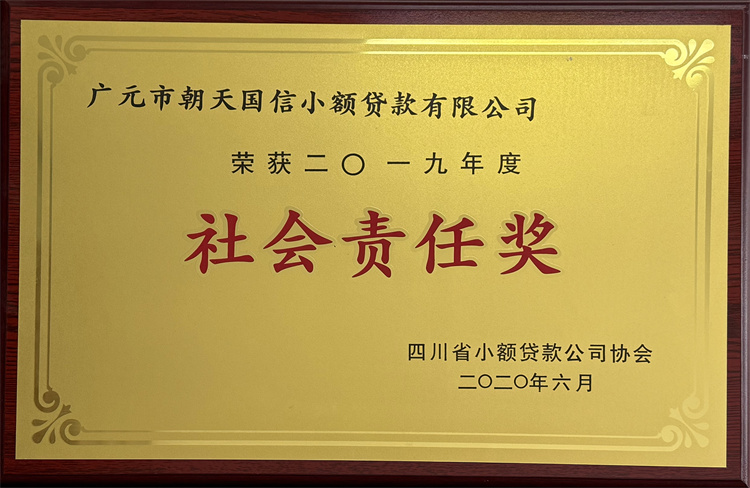 广元市朝天国信小额贷款有限公司
荣获二〇一九年度
社会责任奖
四川省小额贷款公司协会
二〇二〇年六月